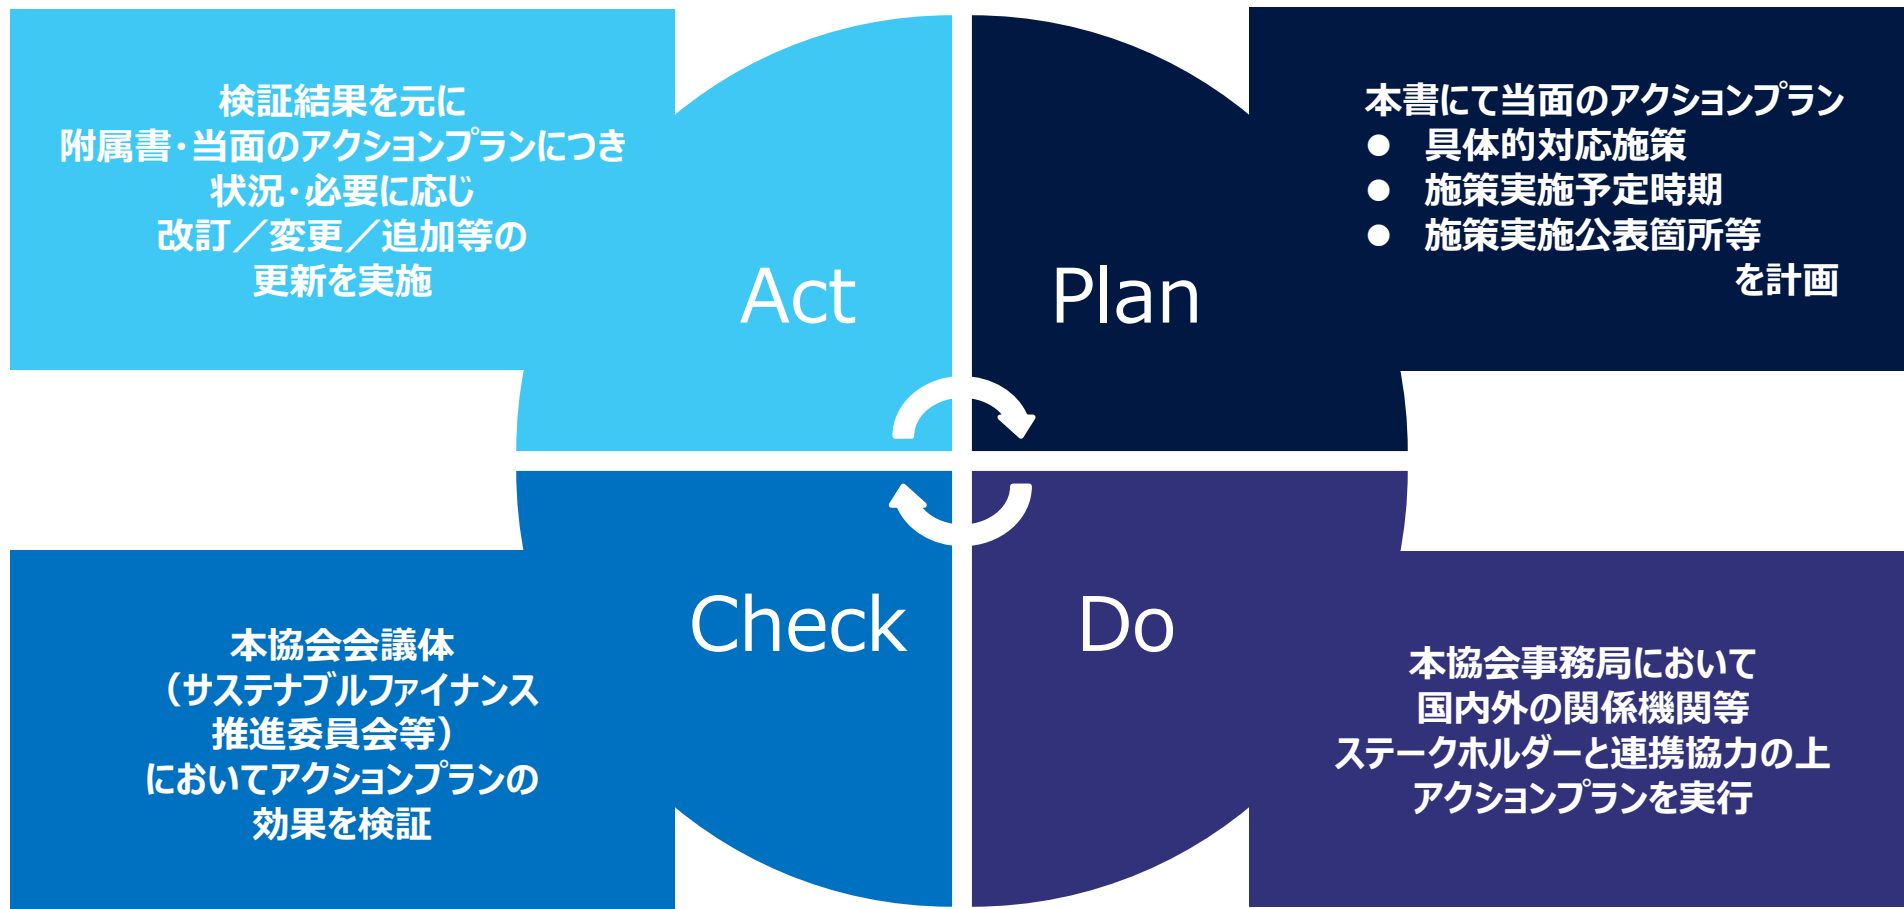 検証結果を元に
附属書・当面のアクションプランにつき
状況・必要に応じ
改訂／変更／追加等の
更新を実施
Act
Plan
本書にて当面のアクションプラン
● 具体的対応施策
● 施策実施予定時期
● 施策実施公表箇所等
を計画
本協会会議体
（サステナブルファイナンス
推進委員会等）
においてアクションプランの
効果を検証
Check
Do
本協会事務局において
国内外の関係機関等
ステークホルダーと連携協力の上
アクションプランを実行